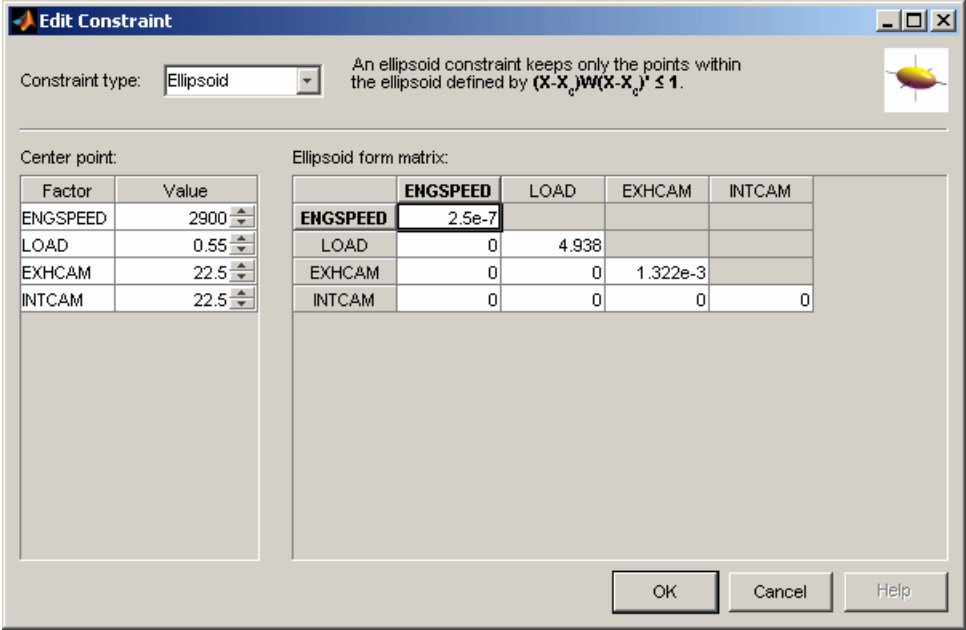 Edit Constraint
Constraint type: Ellipsoid
An ellipsoid constraint keeps only the points within
the ellipsoid defined by (X-Xc)W(X-Xc)' ≤ 1.
Center point:
Factor Value
ENGSPEED 2900
LOAD 0.55
EXHCAM 22.5
INTCAM 22.5
Ellipsoid form matrix:
ENGSPEED LOAD EXHCAM INTCAM
ENGSPEED 2.5e-7
LOAD 0 4.938
EXHCAM 0 0 1.322e-3
INTCAM 0 0 0 0
OK Cancel Help